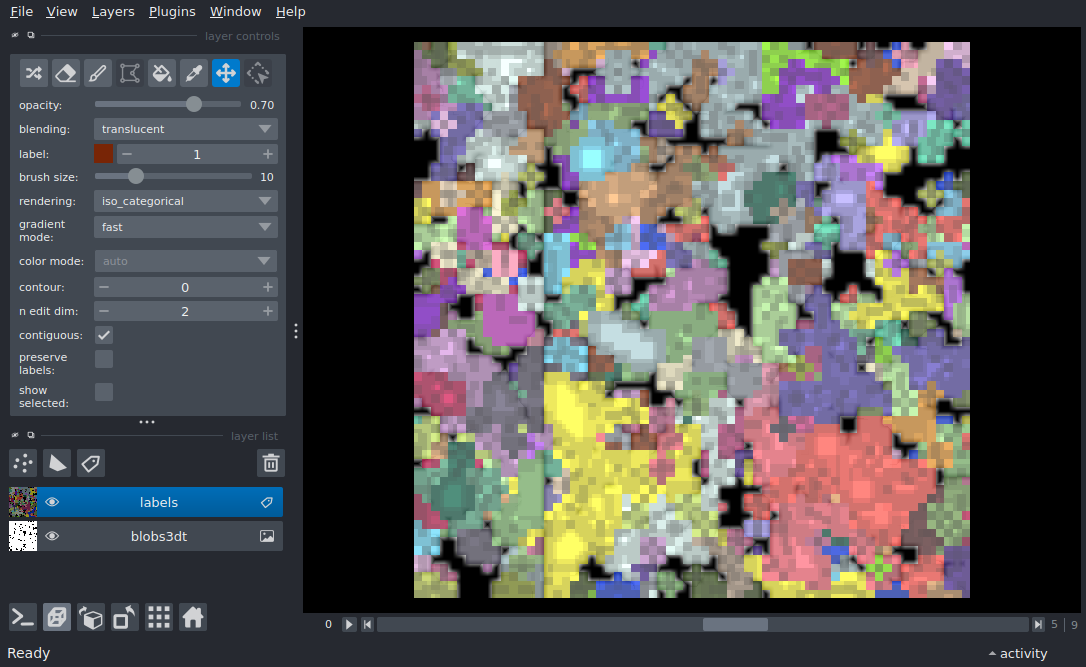 File View Layers Plugins Window Help
layer controls
opacity: 0.70
blending: translucent
label: 1
brush size: 10
rendering: iso_categorical
gradient
mode: fast
color mode: auto
contour: 0
n edit dim: 2
contiguous:
preserve
labels:
show
selected:
layer list
labels
blobs3dt
0 5 9
Ready activity